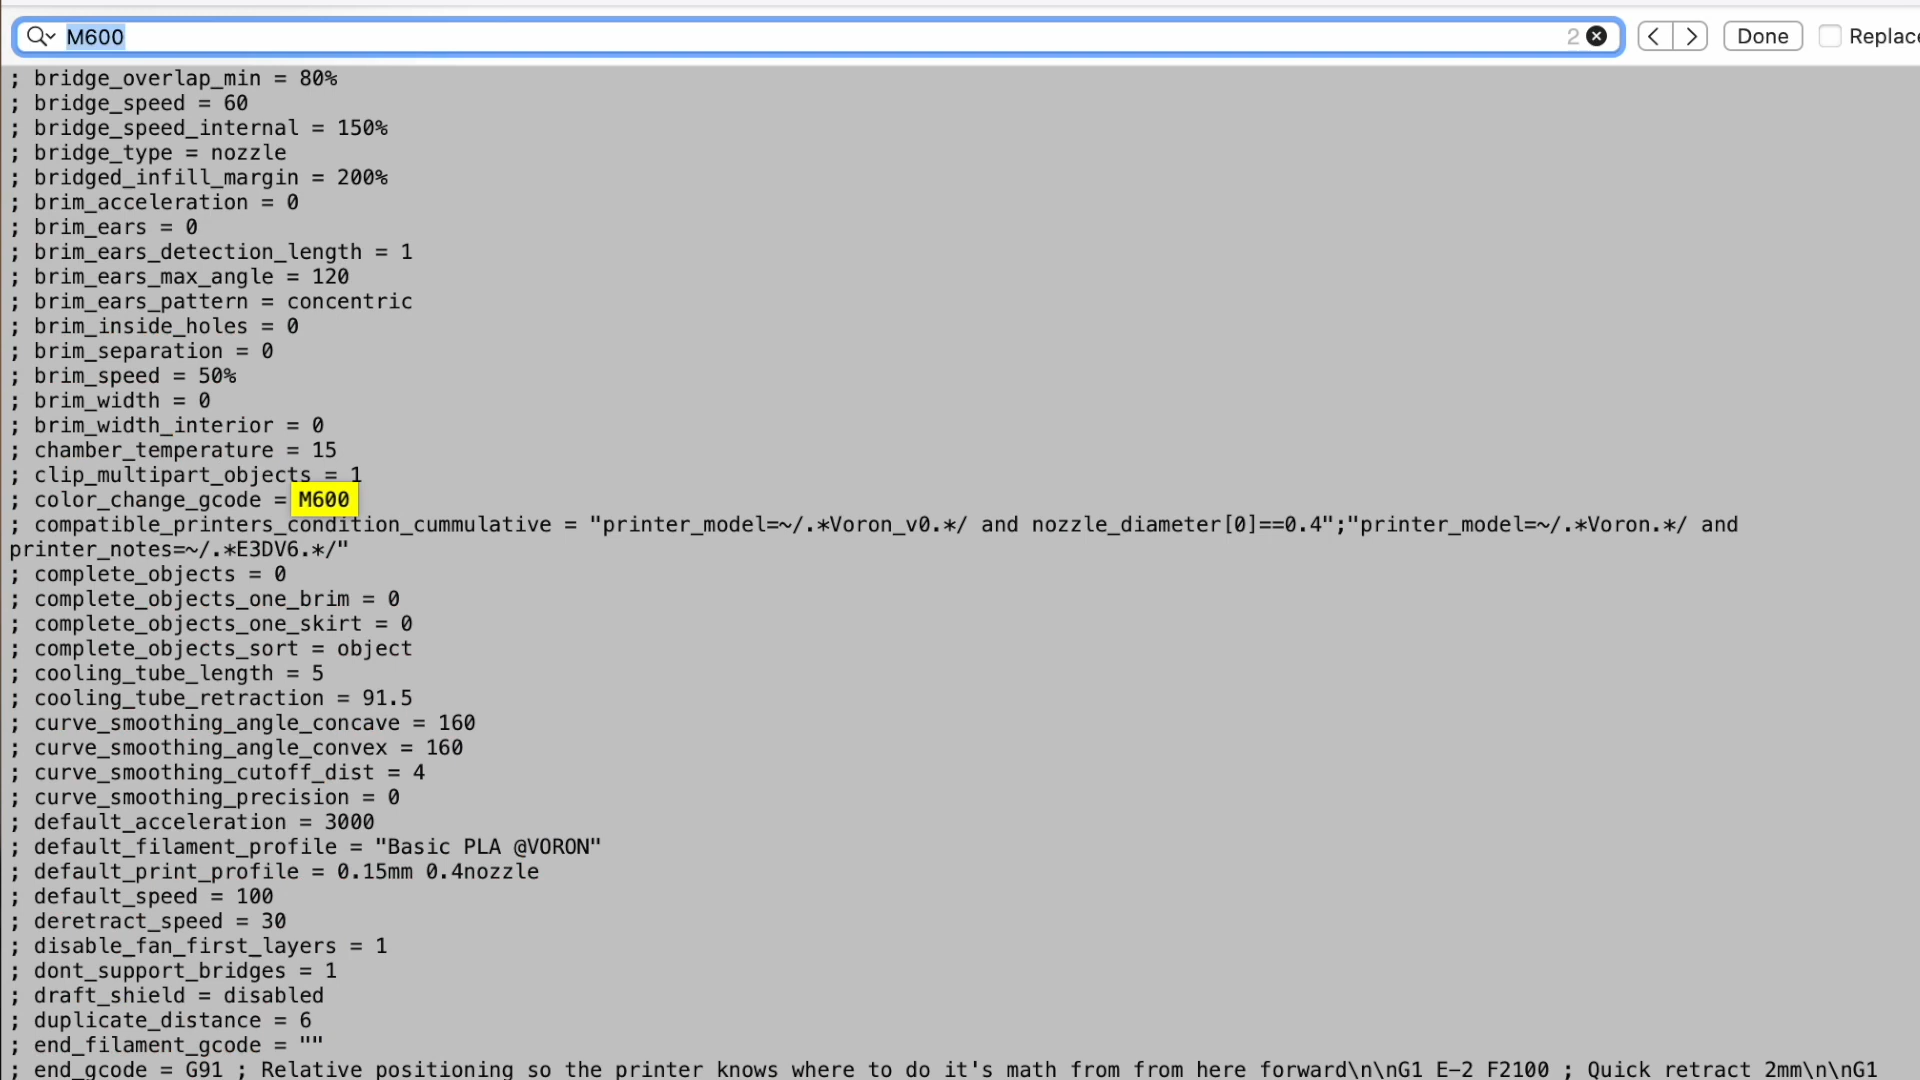 M600 2 Done Replace
; bridge_overlap_min = 80%
; bridge_speed = 60
; bridge_speed_internal = 150%
; bridge_type = nozzle
; bridged_infill_margin = 200%
; brim_acceleration = 0
; brim_ears = 0
; brim_ears_detection_length = 1
; brim_ears_max_angle = 120
; brim_ears_pattern = concentric
; brim_inside_holes = 0
; brim_separation = 0
; brim_speed = 50%
; brim_width = 0
; brim_width_interior = 0
; chamber_temperature = 15
; clip_multipart_objects = 1
; color_change_gcode = M600
; compatible_printers_condition_cummulative = "printer_model=~/.*Voron_v0.*/ and nozzle_diameter[0]==0.4";"printer_model=~/.*Voron.*/ and
printer_notes=~/.*E3DV6.*/"
; complete_objects = 0
; complete_objects_one_brim = 0
; complete_objects_one_skirt = 0
; complete_objects_sort = object
; cooling_tube_length = 5
; cooling_tube_retraction = 91.5
; curve_smoothing_angle_concave = 160
; curve_smoothing_angle_convex = 160
; curve_smoothing_cutoff_dist = 4
; curve_smoothing_precision = 0
; default_acceleration = 3000
; default_filament_profile = "Basic PLA @VORON"
; default_print_profile = 0.15mm 0.4nozzle
; default_speed = 100
; deretract_speed = 30
; disable_fan_first_layers = 1
; dont_support_bridges = 1
; draft_shield = disabled
; duplicate_distance = 6
; end_filament_gcode = ""
; end_gcode = G91 ; Relative positioning so the printer knows where to do it's math from from here forward\n\nG1 E-2 F2100 ; Quick retract 2mm\n\nG1